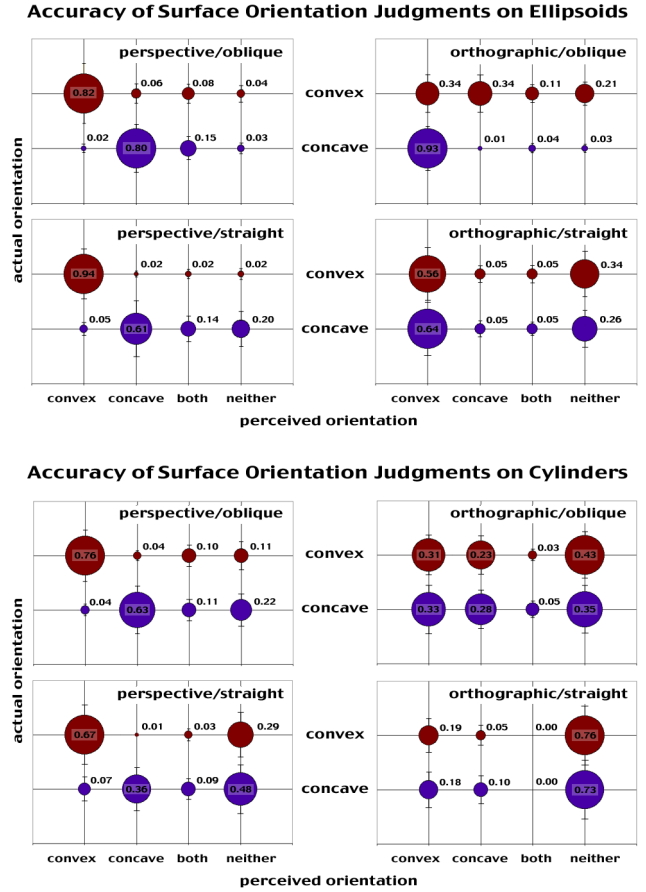 Accuracy of Surface Orientation Judgments on Ellipsoids
perspective/oblique
orthographic/oblique
0.82
0.06
0.08
0.04
convex
0.34
0.34
0.11
0.21
0.02
0.80
0.15
0.03
concave
0.93
0.01
0.04
0.03
actual orientation
perspective/straight
orthographic/straight
0.94
0.02
0.02
0.02
convex
0.56
0.05
0.05
0.34
0.05
0.61
0.14
0.20
concave
0.64
0.05
0.05
0.26
convex concave both neither
convex concave both neither
perceived orientation
Accuracy of Surface Orientation Judgments on Cylinders
perspective/oblique
orthographic/oblique
0.76
0.04
0.10
0.11
convex
0.31
0.23
0.03
0.43
0.04
0.63
0.11
0.22
concave
0.33
0.28
0.05
0.35
actual orientation
perspective/straight
orthographic/straight
0.67
0.01
0.03
0.29
convex
0.19
0.05
0.00
0.76
0.07
0.36
0.09
0.48
concave
0.18
0.10
0.00
0.73
convex concave both neither
convex concave both neither
perceived orientation